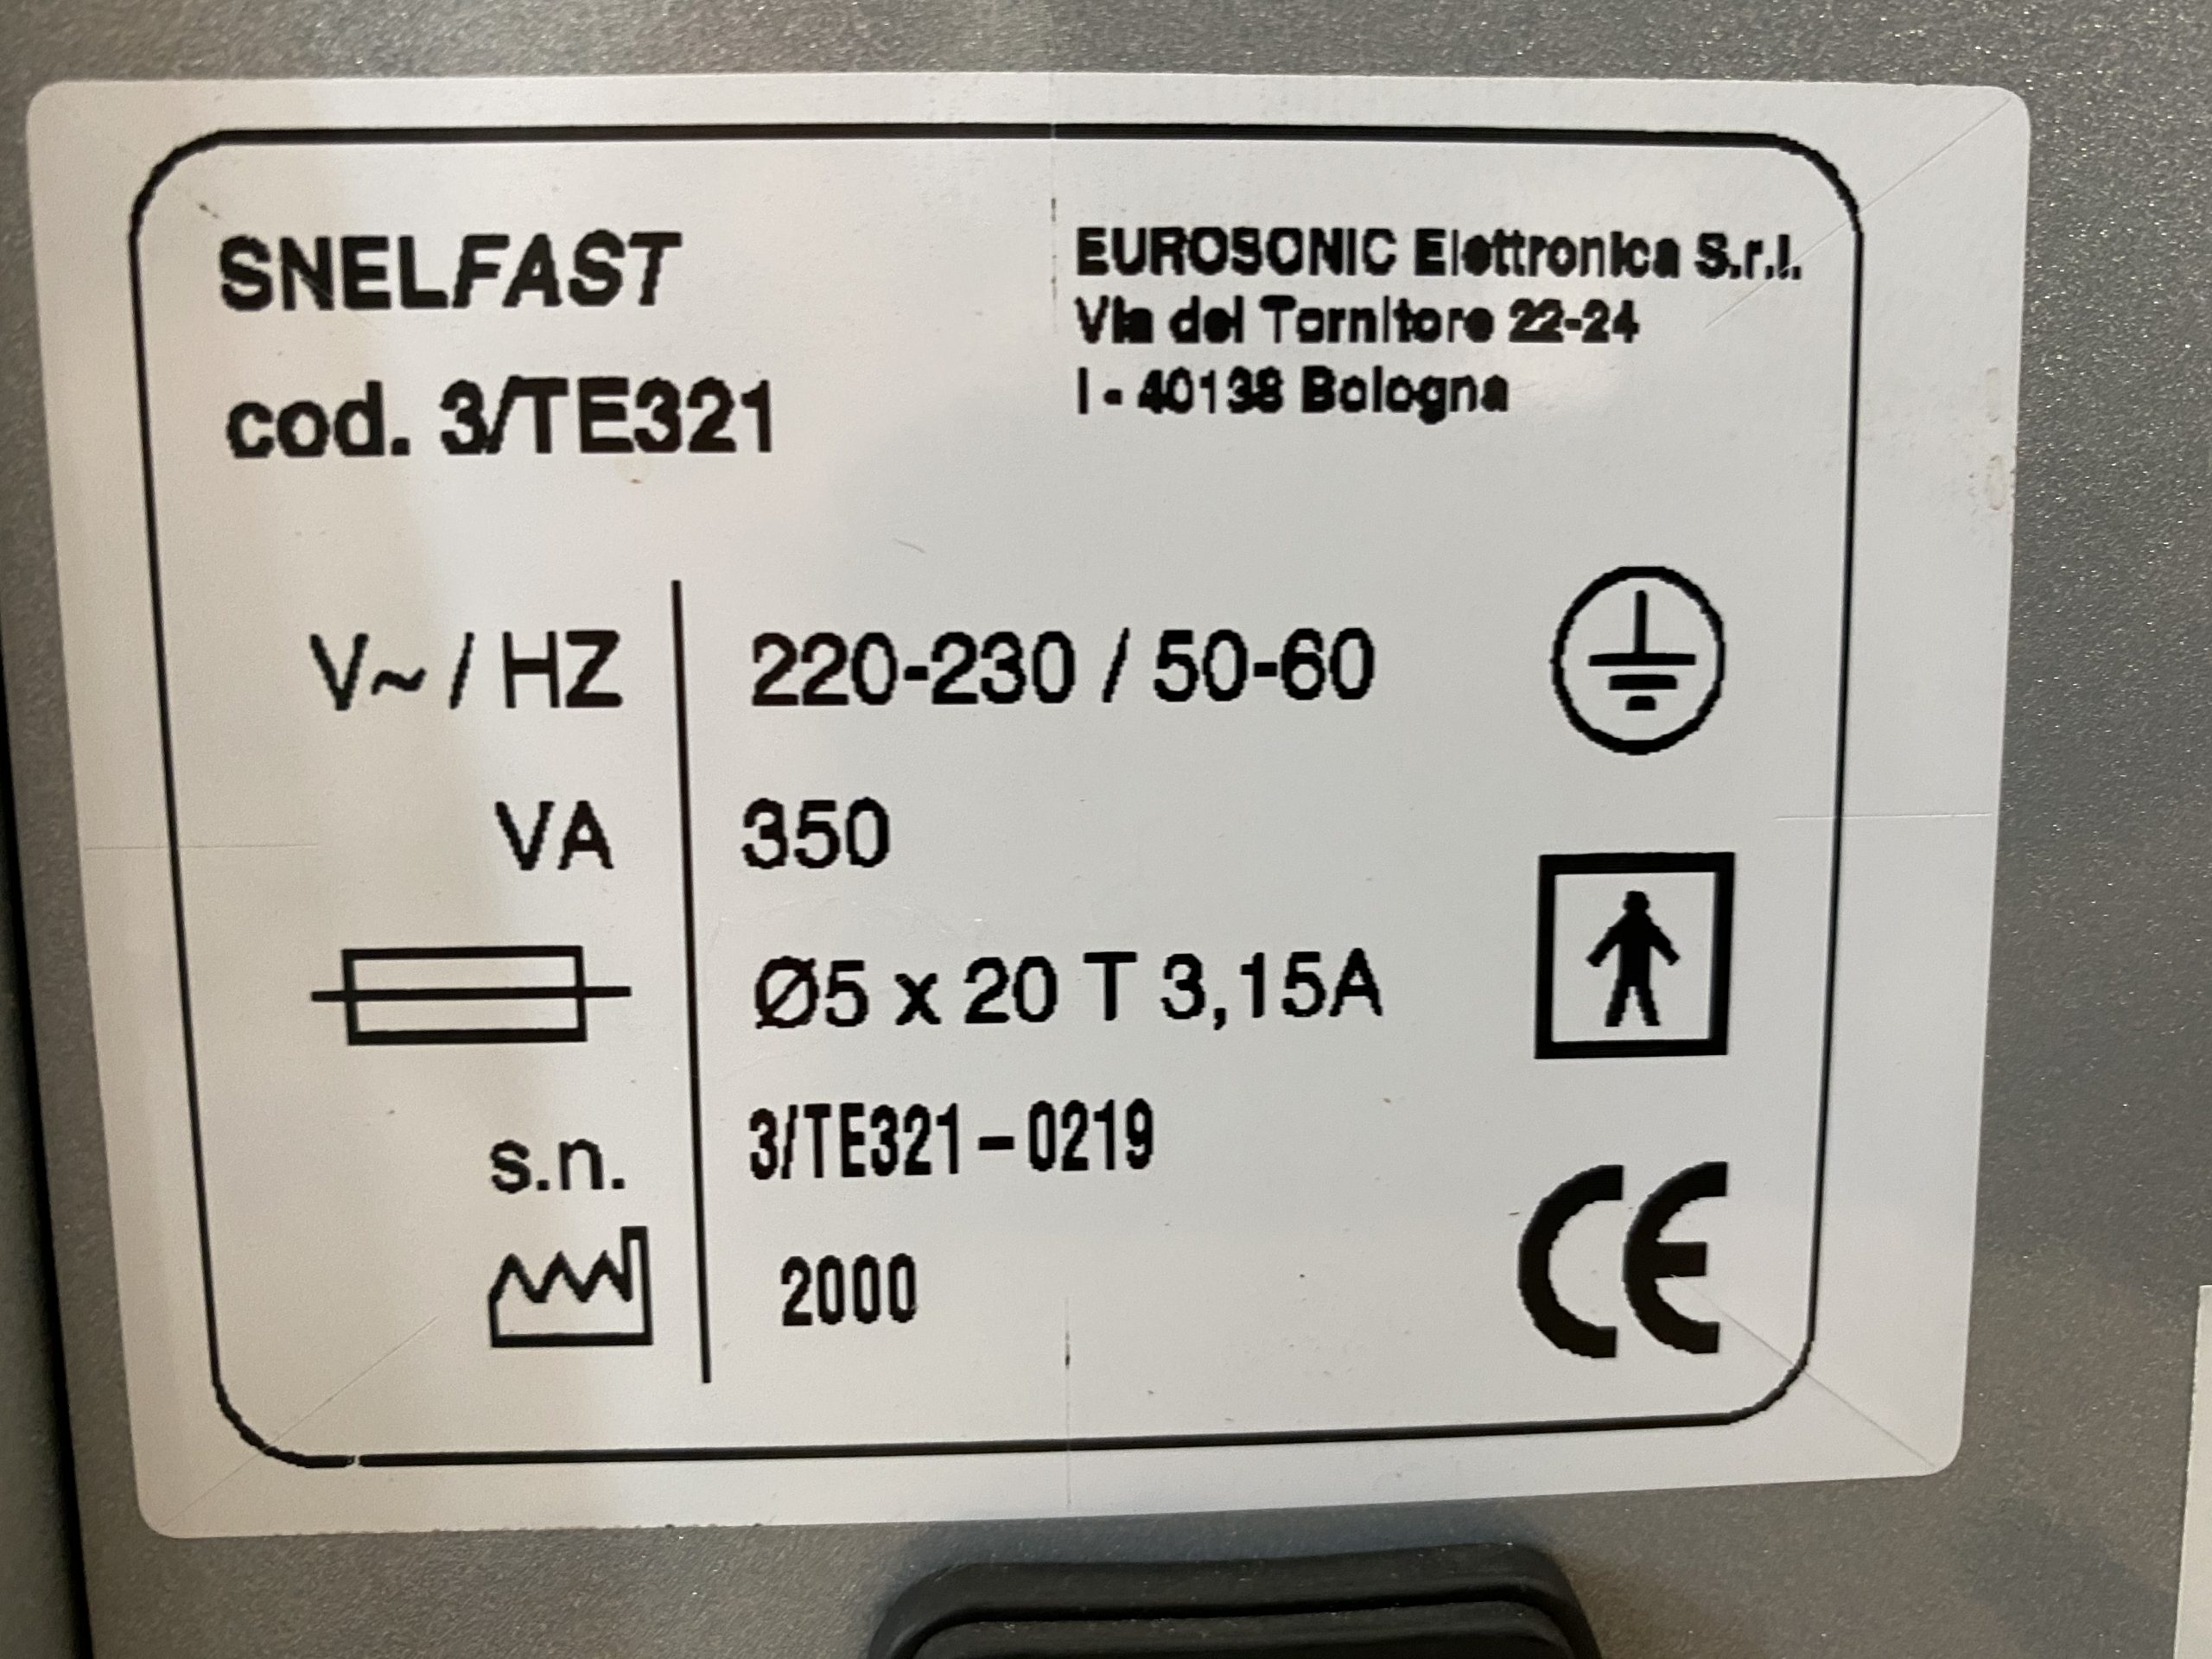 SNELFAST
cod. 3/TE321
EUROSONIC Elettronica S.r.l.
Via del Tornitore 22-24
I - 40138 Bologna
V~ / HZ 220-230 / 50-60
VA 350
Ø5 x 20 T 3,15A
s.n. 3/TE321-0219
2000
CE